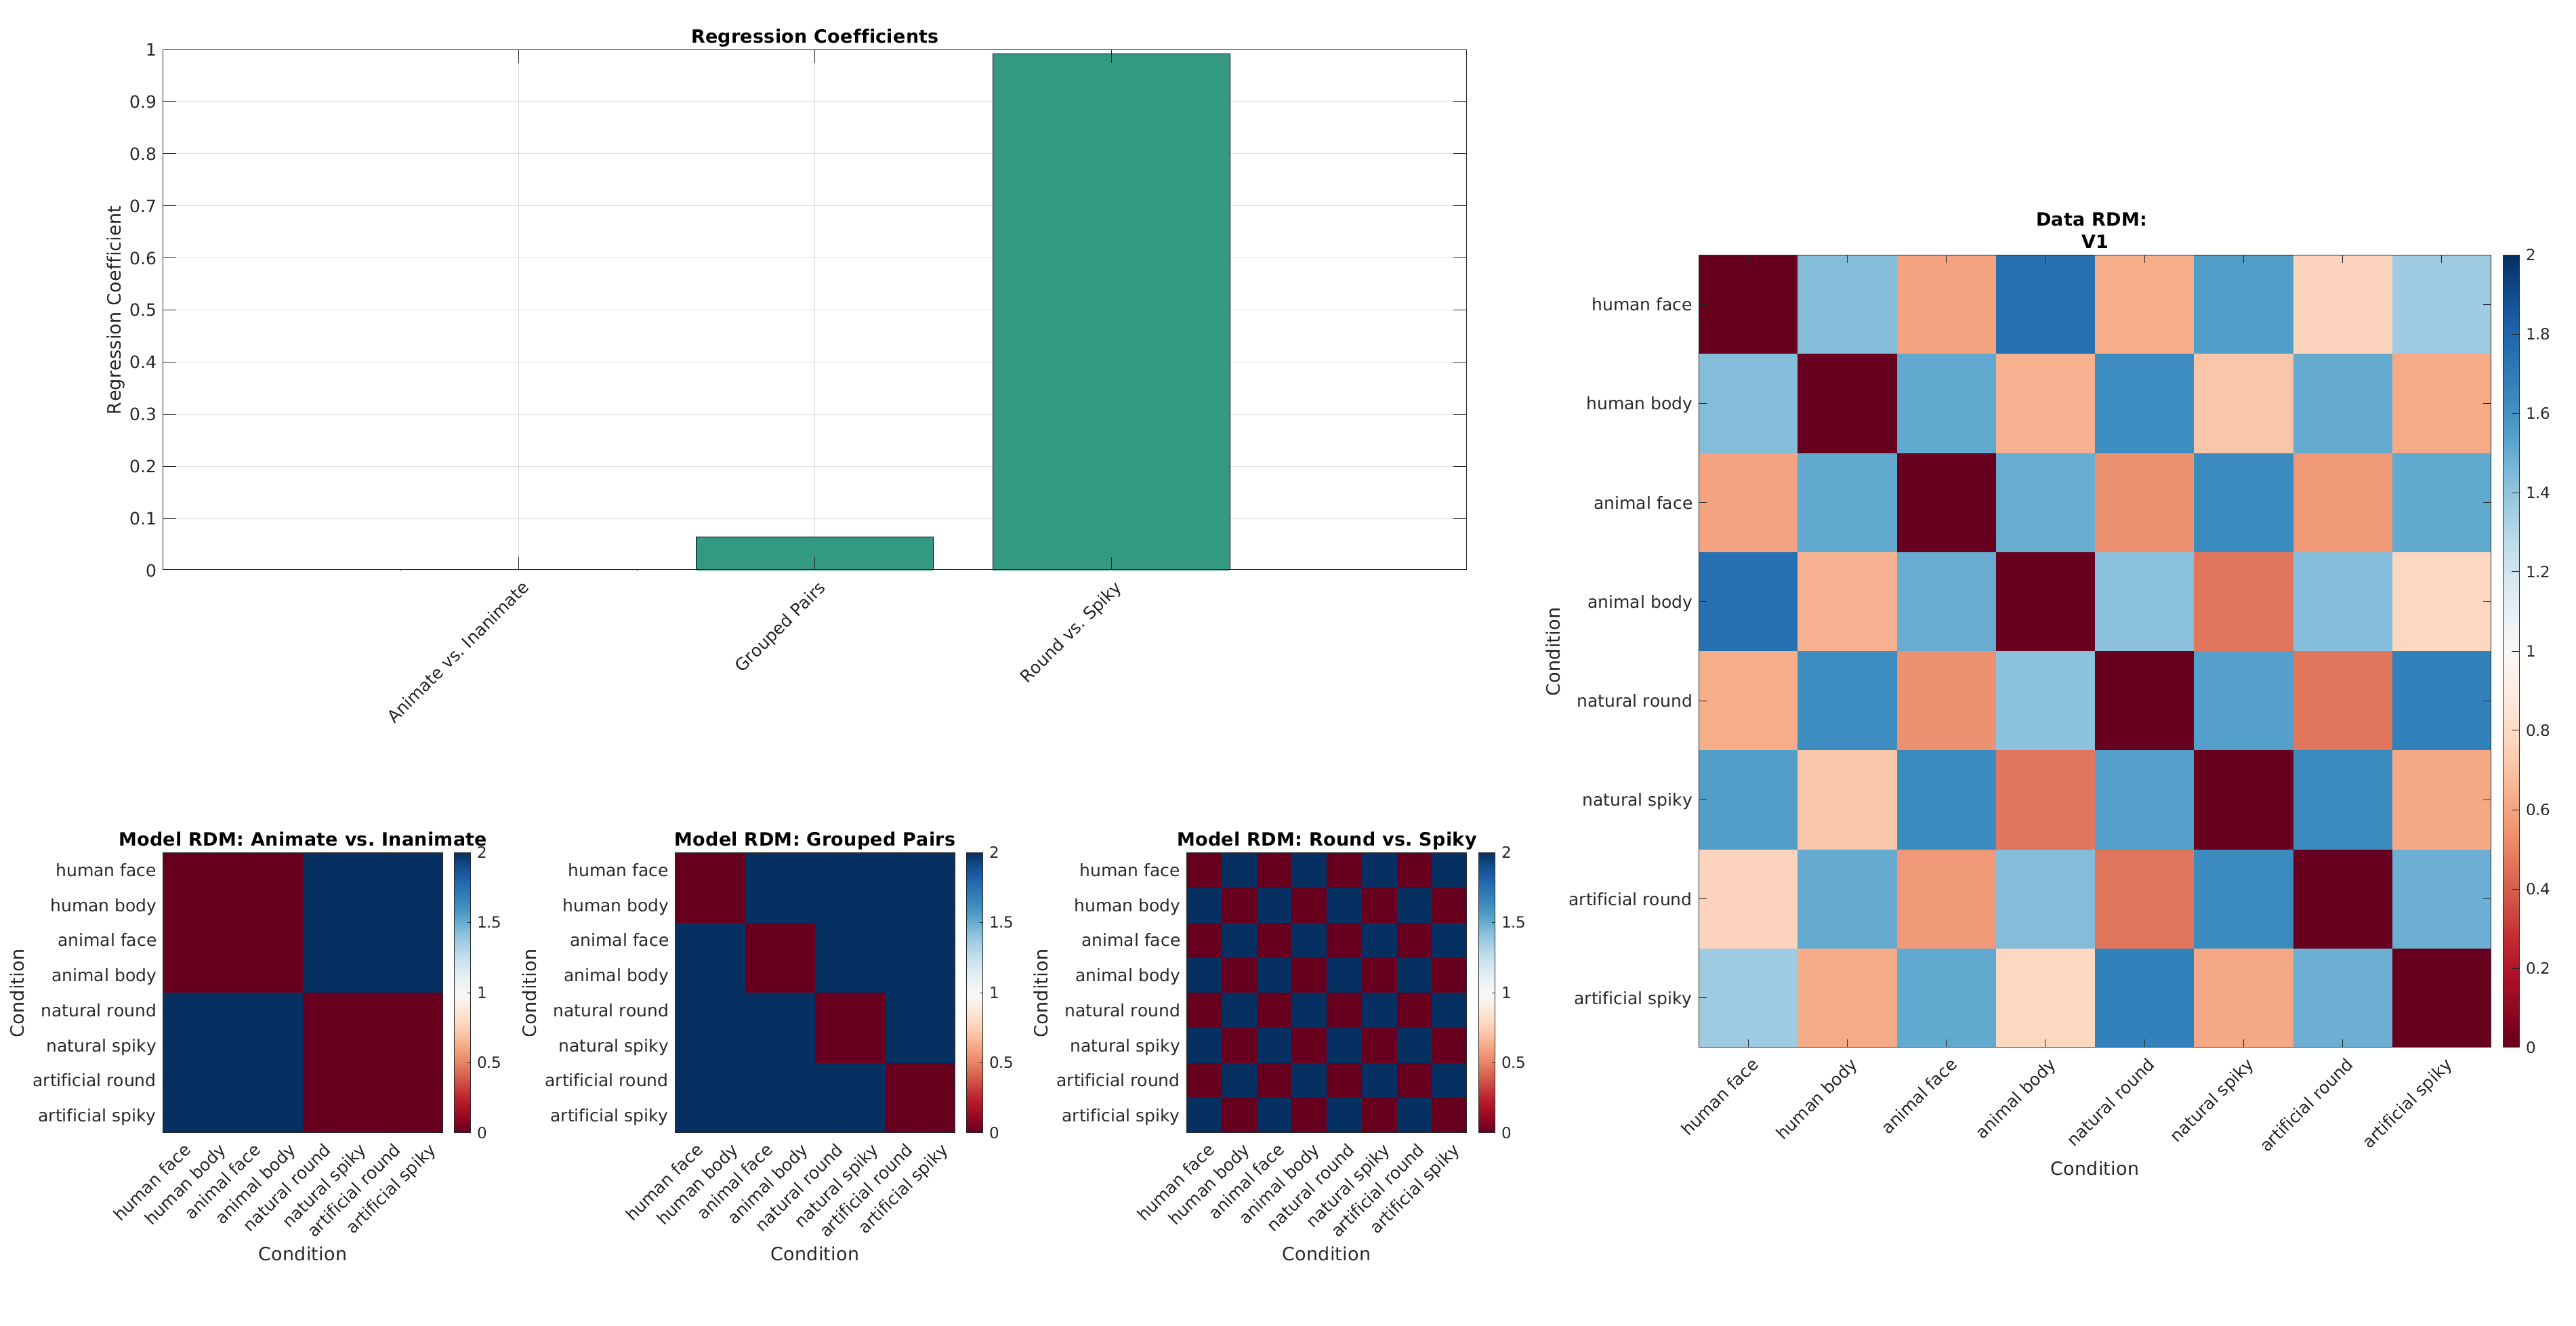 Regression Coefficients
Regression Coefficient
1
0.9
0.8
0.7
0.6
0.5
0.4
0.3
0.2
0.1
0
Animate vs. Inanimate
Grouped Pairs
Round vs. Spiky
Model RDM: Animate vs. Inanimate
Condition
human face
human body
animal face
animal body
natural round
natural spiky
artificial round
artificial spiky
human face
human body
animal face
animal body
natural round
natural spiky
artificial round
artificial spiky
Condition
2
1.5
1
0.5
0
Model RDM: Grouped Pairs
Condition
human face
human body
animal face
animal body
natural round
natural spiky
artificial round
artificial spiky
human face
human body
animal face
animal body
natural round
natural spiky
artificial round
artificial spiky
Condition
2
1.5
1
0.5
0
Model RDM: Round vs. Spiky
Condition
human face
human body
animal face
animal body
natural round
natural spiky
artificial round
artificial spiky
human face
human body
animal face
animal body
natural round
natural spiky
artificial round
artificial spiky
Condition
2
1.5
1
0.5
0
Data RDM:
V1
Condition
human face
human body
animal face
animal body
natural round
natural spiky
artificial round
artificial spiky
human face
human body
animal face
animal body
natural round
natural spiky
artificial round
artificial spiky
Condition
2
1.8
1.6
1.4
1.2
1
0.8
0.6
0.4
0.2
0